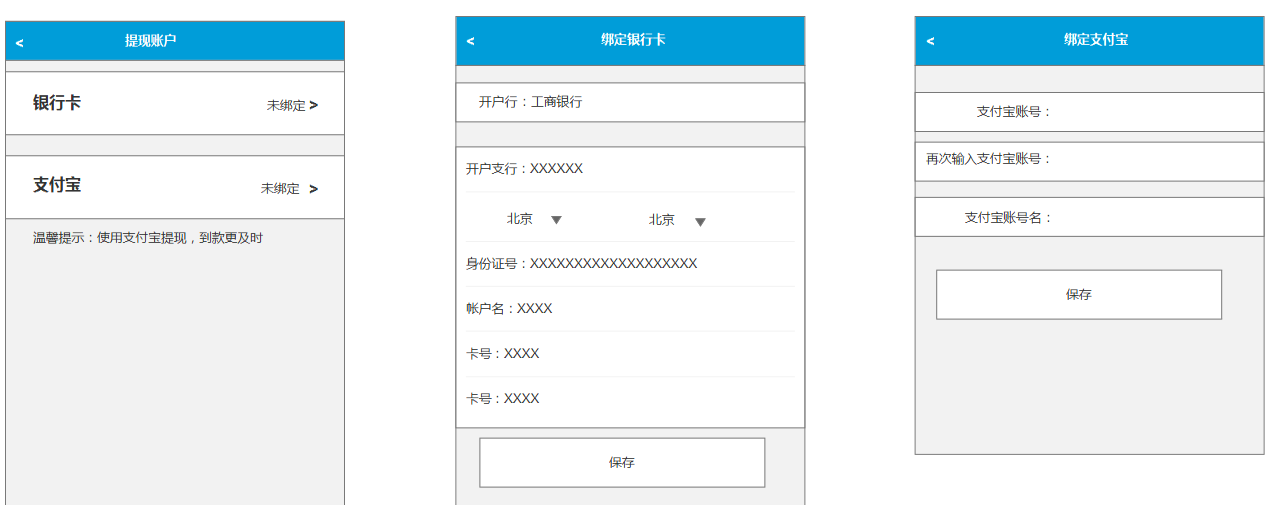 <
提现账户
银行卡
未绑定 >
支付宝
未绑定 >
温馨提示：使用支付宝提现，到款更及时
<
绑定银行卡
开户行：工商银行
开户支行：XXXXXX
北京
北京
身份证号：XXXXXXXXXXXXXXXXXXX
帐户名：XXXX
卡号：XXXX
卡号：XXXX
保存
<
绑定支付宝
支付宝账号：
再次输入支付宝账号：
支付宝账号名：
保存